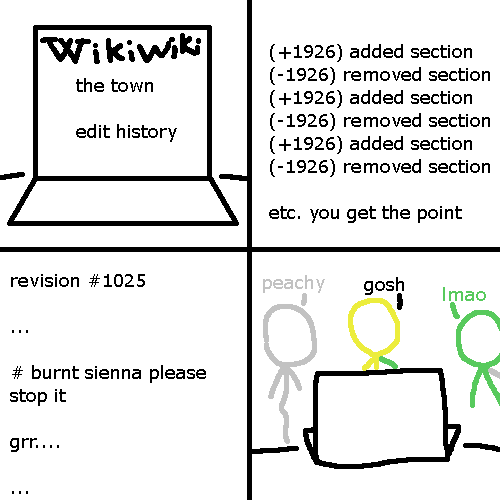 WikiWiki
the town
edit history
(+1926) added section
(-1926) removed section
(+1926) added section
(-1926) removed section
(+1926) added section
(-1926) removed section
etc. you get the point
revision #1025
...
# burnt sienna please
stop it
grr....
...
peachy
gosh
lmao